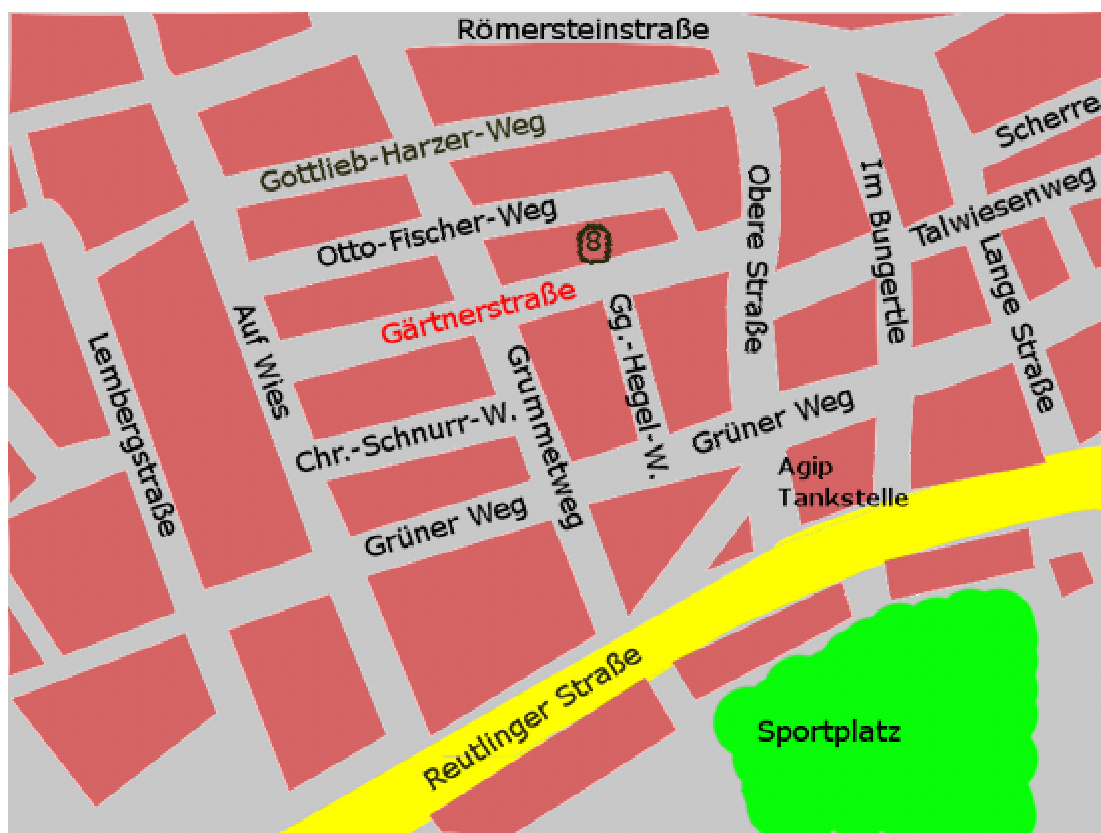 Römersteinstraße
Scherre
Gottlieb-Harzer-Weg
Obere Straße
Im Bungertle
Talwiesenweg
Otto-Fischer-Weg
8
Lange Straße
Gärtnerstraße
Gg.-Hegel-W.
Auf Wies
Lembergstraße
Grummetweg
Chr.-Schnurr-W.
Grüner Weg
Agip
Tankstelle
Grüner Weg
Reutlinger Straße
Sportplatz